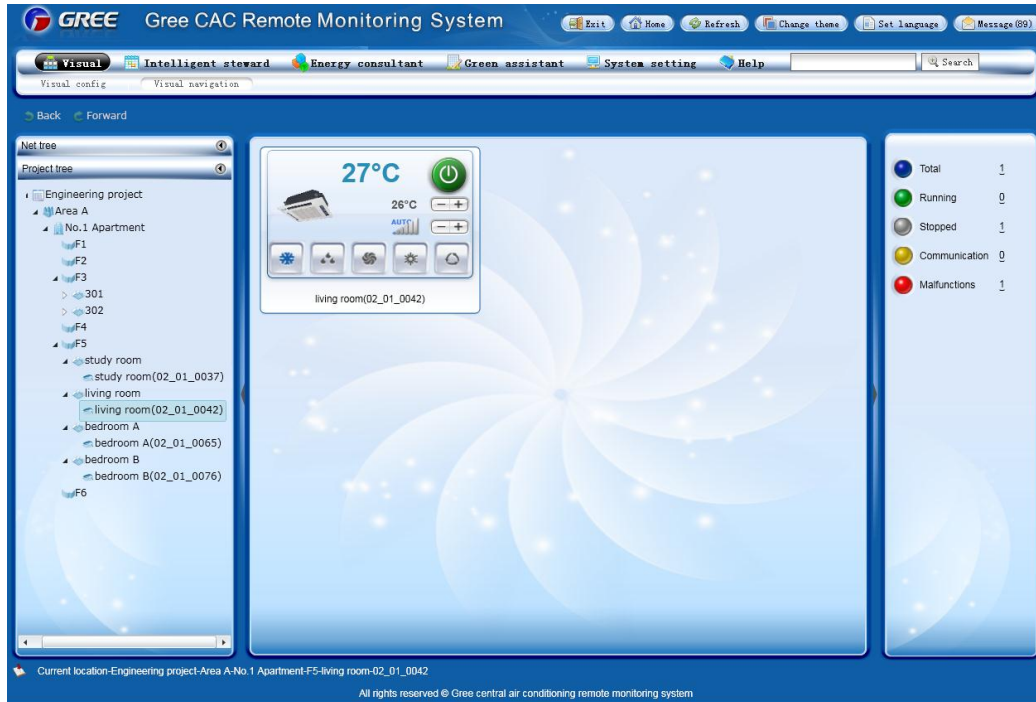 GREE Gree CAC Remote Monitoring System Exit Home Refresh Change theme Set language Message(89)
Visual Intelligent steward Energy consultant Green assistant System setting Help Search
Visual config Visual navigation
Back Forward
Net tree
Project tree
Engineering project
Area A
No.1 Apartment
F1
F2
F3
301
302
F4
F5
study room
study room(02_01_0037)
living room
living room(02_01_0042)
bedroom A
bedroom A(02_01_0065)
bedroom B
bedroom B(02_01_0076)
F6
27°C
26°C
AUTO
living room(02_01_0042)
Total 1
Running 0
Stopped 1
Communication 0
Malfunctions 1
Current location-Engineering project-Area A-No.1 Apartment-F5-living room-02_01_0042
All rights reserved © Gree central air conditioning remote monitoring system